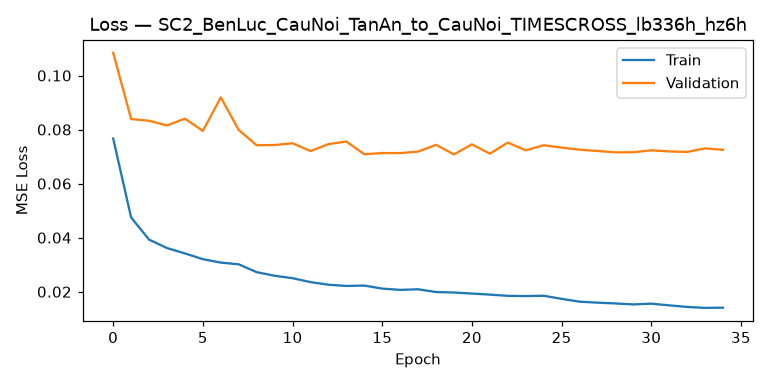 Loss — SC2_BenLuc_CauNoi_TanAn_to_CauNoi_TIMESCROSS_lb336h_hz6h
Train
Validation
MSE Loss
0.10
0.08
0.06
0.04
0.02
0 5 10 15 20 25 30 35
Epoch